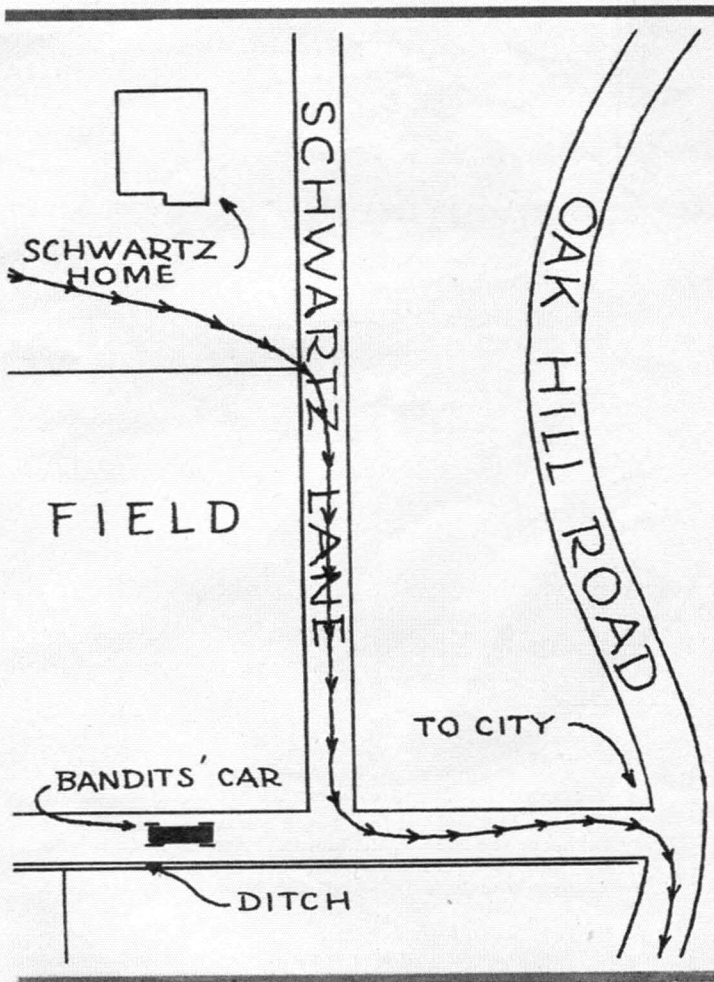 SCHWARTZ LANE
OAK HILL ROAD
SCHWARTZ
HOME
FIELD
TO CITY
BANDITS' CAR
DITCH